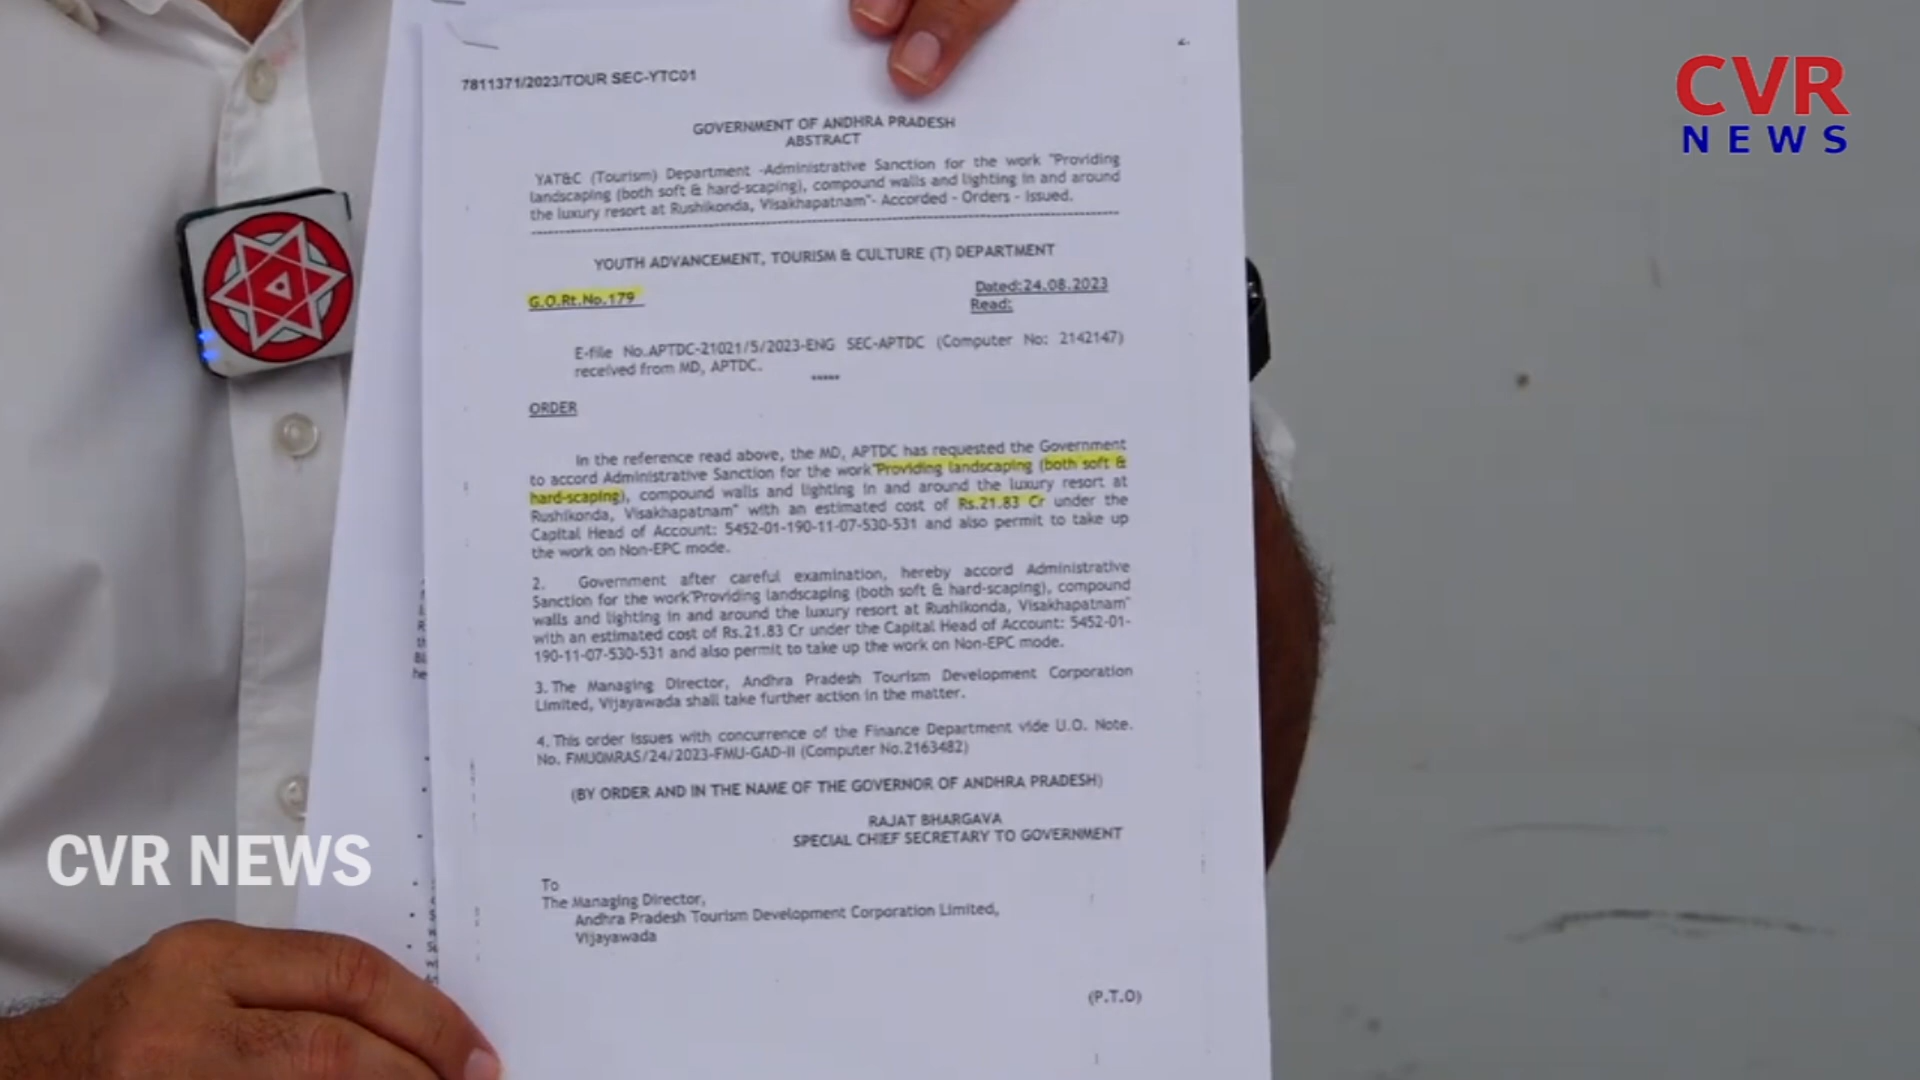 7811371/2023/TOUR SEC-YTC01
GOVERNMENT OF ANDHRA PRADESH
ABSTRACT
YAT&C (Tourism) Department -Administrative Sanction for the work "Providing
landscaping (both soft & hard-scaping), compound walls and lighting in and around
the luxury resort at Rushikonda, Visakhapatnam"- Accorded - Orders - Issued.
YOUTH ADVANCEMENT, TOURISM & CULTURE (T) DEPARTMENT
G.O.Rt.No.179
Dated:24.08.2023
Read:
E-file No.APTDC-21021/5/2023-ENG SEC-APTDC (Computer No: 2142147)
received from MD, APTDC.
*****
ORDER
In the reference read above, the MD, APTDC has requested the Government
to accord Administrative Sanction for the work"Providing landscaping (both soft &
hard-scaping), compound walls and lighting in and around the luxury resort at
Rushikonda, Visakhapatnam" with an estimated cost of Rs.21.83 Cr under the
Capital Head of Account: 5452-01-190-11-07-530-531 and also permit to take up
the work on Non-EPC mode.
2. Government after careful examination, hereby accord Administrative
Sanction for the work"Providing landscaping (both soft & hard-scaping), compound
walls and lighting in and around the luxury resort at Rushikonda, Visakhapatnam"
with an estimated cost of Rs.21.83 Cr under the Capital Head of Account: 5452-01-
190-11-07-530-531 and also permit to take up the work on Non-EPC mode.
3. The Managing Director, Andhra Pradesh Tourism Development Corporation
Limited, Vijayawada shall take further action in the matter.
4. This order issues with concurrence of the Finance Department vide U.O. Note.
No. FMU0MRAS/24/2023-FMU-GAD-II (Computer No.2163482)
(BY ORDER AND IN THE NAME OF THE GOVERNOR OF ANDHRA PRADESH)
RAJAT BHARGAVA
SPECIAL CHIEF SECRETARY TO GOVERNMENT
To
The Managing Director,
Andhra Pradesh Tourism Development Corporation Limited,
Vijayawada
(P.T.O)
CVR
NEWS
CVR NEWS